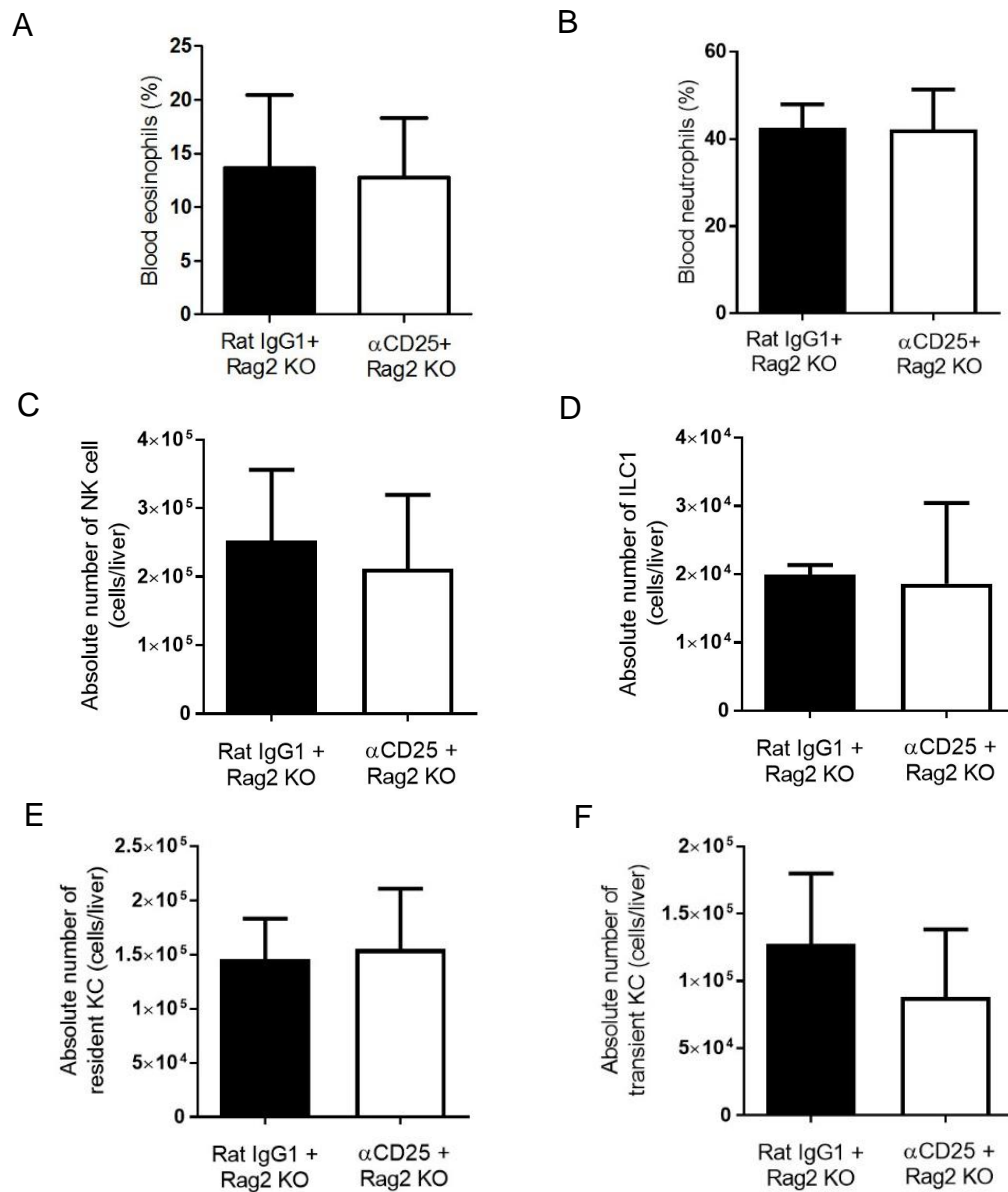 A
Blood eosinophils (%)
25
20
15
10
5
0
Rat IgG1+
Rag2 KO
αCD25+
Rag2 KO
B
Blood neutrophils (%)
60
40
20
0
Rat IgG1+
Rag2 KO
αCD25+
Rag2 KO
C
Absolute number of NK cell
(cells/liver)
4×10⁵
3×10⁵
2×10⁵
1×10⁵
0
Rat IgG1 +
Rag2 KO
αCD25 +
Rag2 KO
D
Absolute number of ILC1
(cells/liver)
4×10⁴
3×10⁴
2×10⁴
1×10⁴
0
Rat IgG1 +
Rag2 KO
αCD25 +
Rag2 KO
E
Absolute number of
resident KC (cells/liver)
2.5×10⁵
2×10⁵
1.5×10⁵
1×10⁵
5×10⁴
0
Rat IgG1 +
Rag2 KO
αCD25 +
Rag2 KO
F
Absolute number of
transient KC (cells/liver)
2×10⁵
1.5×10⁵
1×10⁵
5×10⁴
0
Rat IgG1 +
Rag2 KO
αCD25 +
Rag2 KO